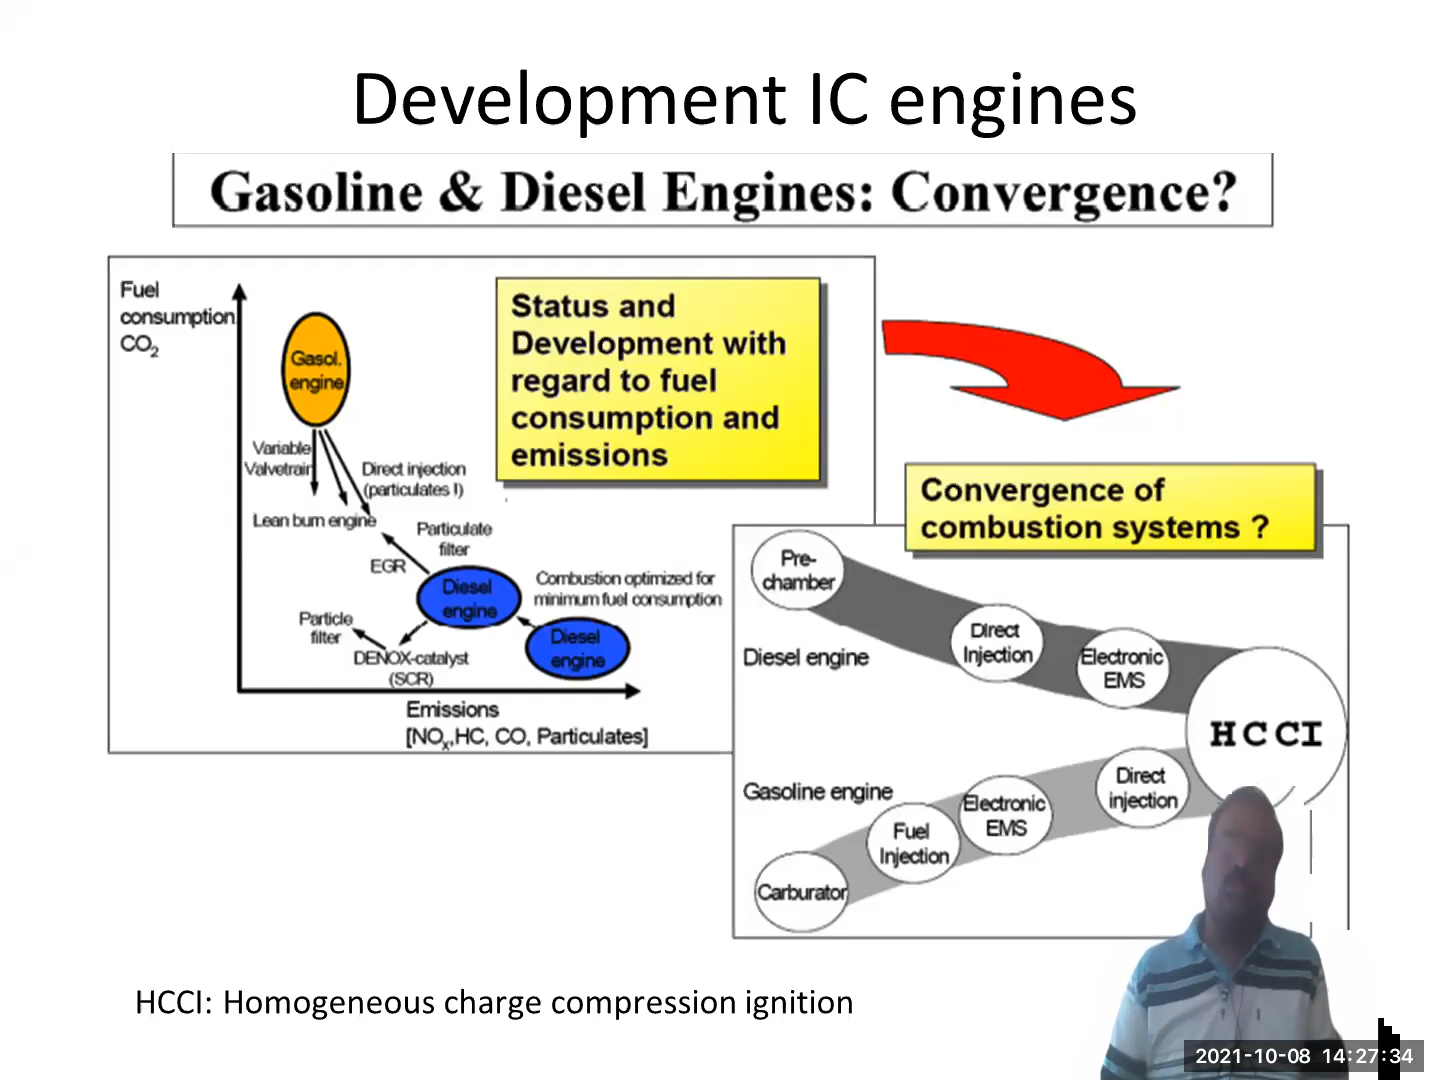 Development IC engines
Gasoline & Diesel Engines: Convergence?
Fuel
consumption
CO2
Gasol.
engine
Status and
Development with
regard to fuel
consumption and
emissions
Variable
Valvetrain
Direct injection
(particulates !)
Lean burn engine
Particulate
filter
EGR
Diesel
engine
Combustion optimized for
minimum fuel consumption
Particle
filter
DENOX-catalyst
(SCR)
Diesel
engine
Emissions
[NOx,HC, CO, Particulates]
Convergence of
combustion systems ?
Pre-
chamber
Direct
Injection
Diesel engine
Electronic
EMS
HCCI
Gasoline engine
Direct
injection
Electronic
EMS
Fuel
Injection
Carburator
HCCI: Homogeneous charge compression ignition
2021-10-08 14:27:34